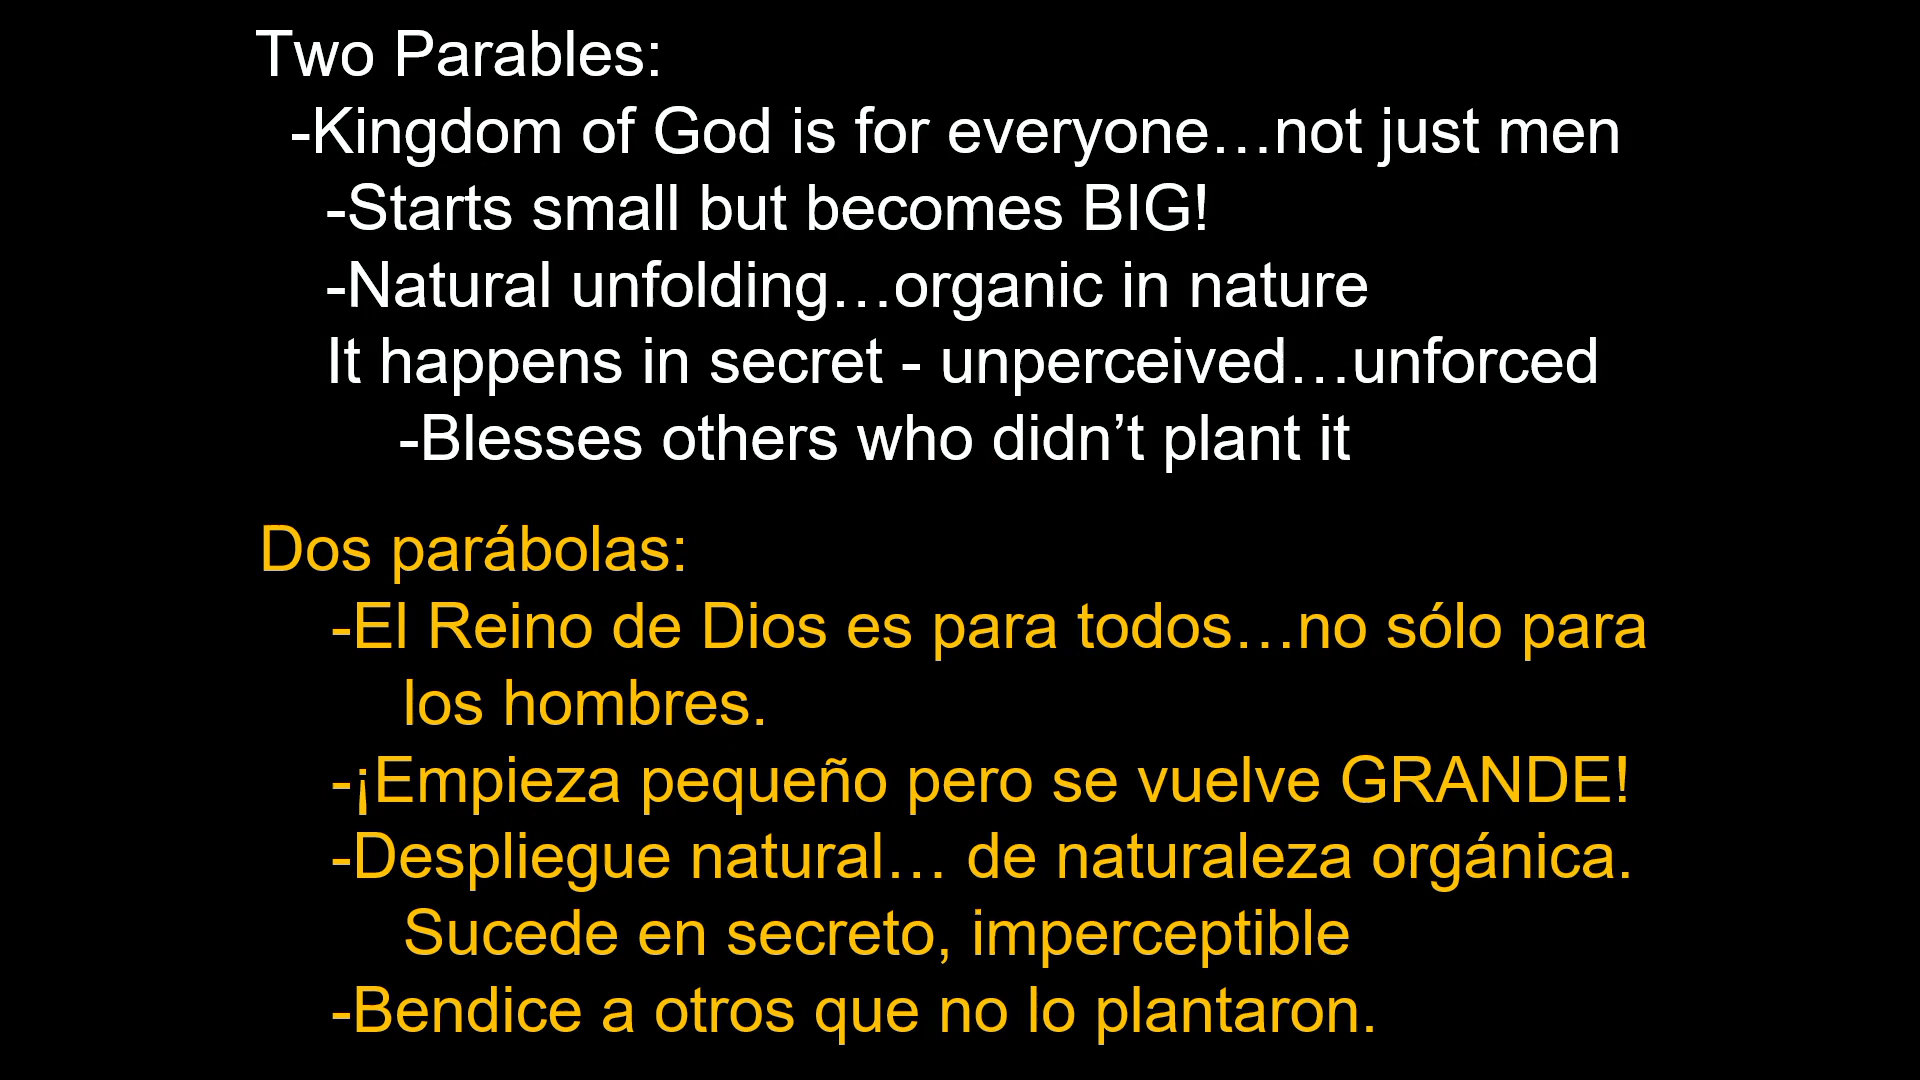 Two Parables:
-Kingdom of God is for everyone…not just men
-Starts small but becomes BIG!
-Natural unfolding…organic in nature
It happens in secret - unperceived…unforced
-Blesses others who didn’t plant it
Dos parábolas:
-El Reino de Dios es para todos…no sólo para
los hombres.
-¡Empieza pequeño pero se vuelve GRANDE!
-Despliegue natural… de naturaleza orgánica.
Sucede en secreto, imperceptible
-Bendice a otros que no lo plantaron.